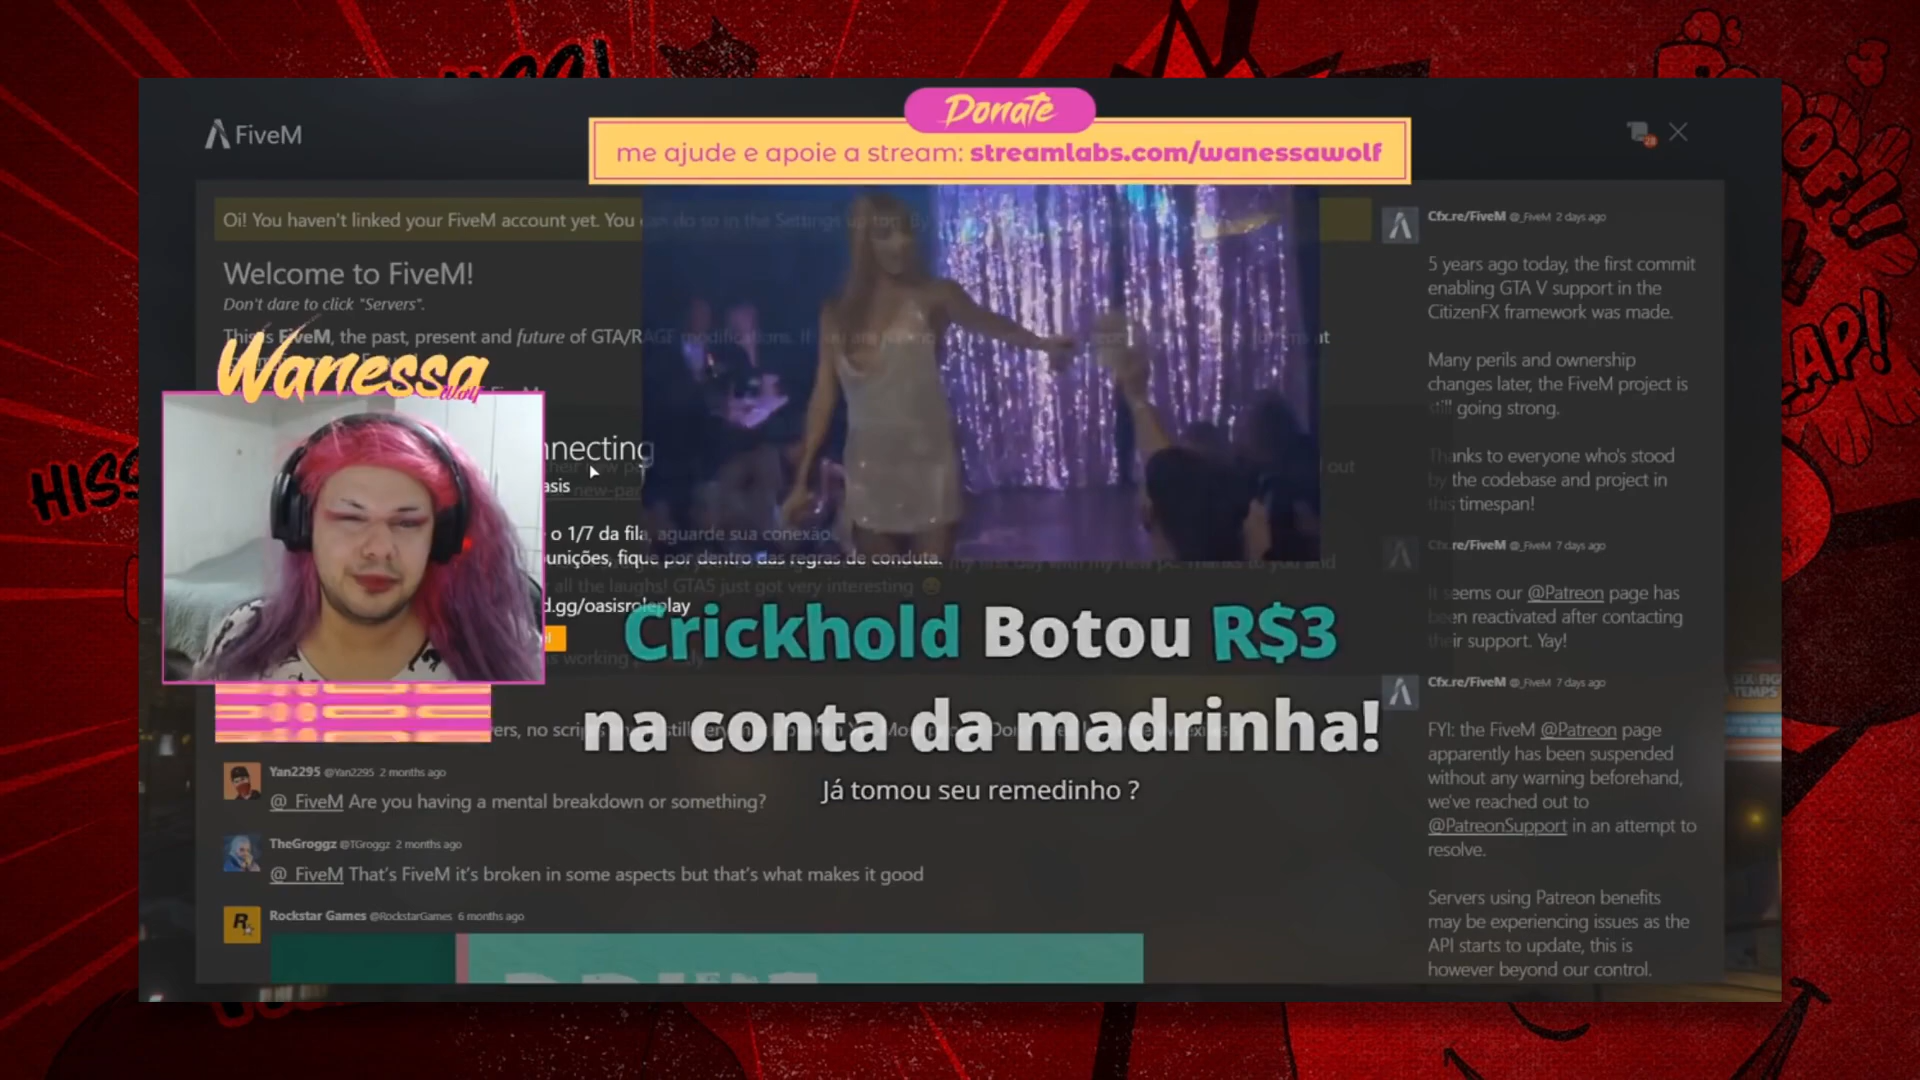 HISS
OF!!
LAP!
FiveM
28
Donate
me ajude e apoie a stream: streamlabs.com/wanessawolf
Oi! You haven't linked your FiveM account yet. You can do so in the Settings up top. By
Welcome to FiveM!
Don't dare to click "Servers".
This is FiveM, the past, present and future of GTA/RAGE modifications. If you are
Wanessa
Wolf
nnecting
asis
o 1/7 da fila, aguarde sua conexão.
unições, fique por dentro das regras de conduta.
all the laughs! GTA5 just got very interesting
d.gg/oasisroleplay
Crickhold Botou R$3
na conta da madrinha!
Já tomou seu remedinho ?
Yan2295 @Yan2295 2 months ago
@_FiveM Are you having a mental breakdown or something?
TheGroggz @TGroggz 2 months ago
@_FiveM That's FiveM it's broken in some aspects but that's what makes it good
Rockstar Games @RockstarGames 6 months ago
Cfx.re/FiveM @_FiveM 2 days ago
5 years ago today, the first commit
enabling GTA V support in the
CitizenFX framework was made.
Many perils and ownership
changes later, the FiveM project is
still going strong.
Thanks to everyone who's stood
by the codebase and project in
this timespan!
Cfx.re/FiveM @_FiveM 7 days ago
It seems our @Patreon page has
been reactivated after contacting
their support. Yay!
Cfx.re/FiveM @_FiveM 7 days ago
FYI: the FiveM @Patreon page
apparently has been suspended
without any warning beforehand,
we've reached out to
@PatreonSupport in an attempt to
resolve.
Servers using Patreon benefits
may be experiencing issues as the
API starts to update, this is
however beyond our control.
SIX FIG
TEMPS